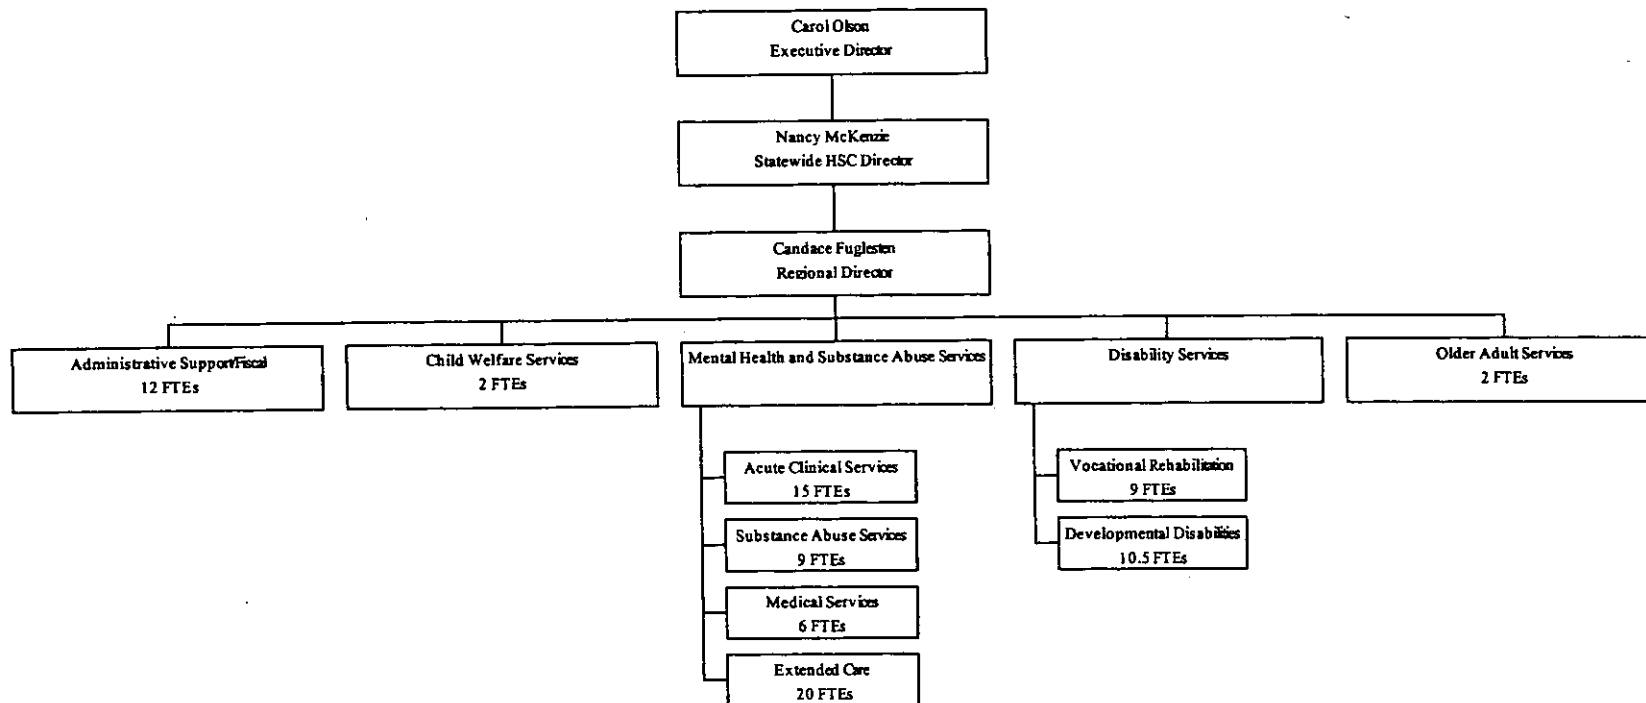 Carol Olson
Executive Director
Nancy McKenzie
Statewide HSC Director
Candace Fuglesten
Regional Director
Administrative Support/Fiscal
12 FTEs
Child Welfare Services
2 FTEs
Mental Health and Substance Abuse Services
Disability Services
Older Adult Services
2 FTEs
Acute Clinical Services
15 FTEs
Substance Abuse Services
9 FTEs
Medical Services
6 FTEs
Extended Care
20 FTEs
Vocational Rehabilitation
9 FTEs
Developmental Disabilities
10.5 FTEs